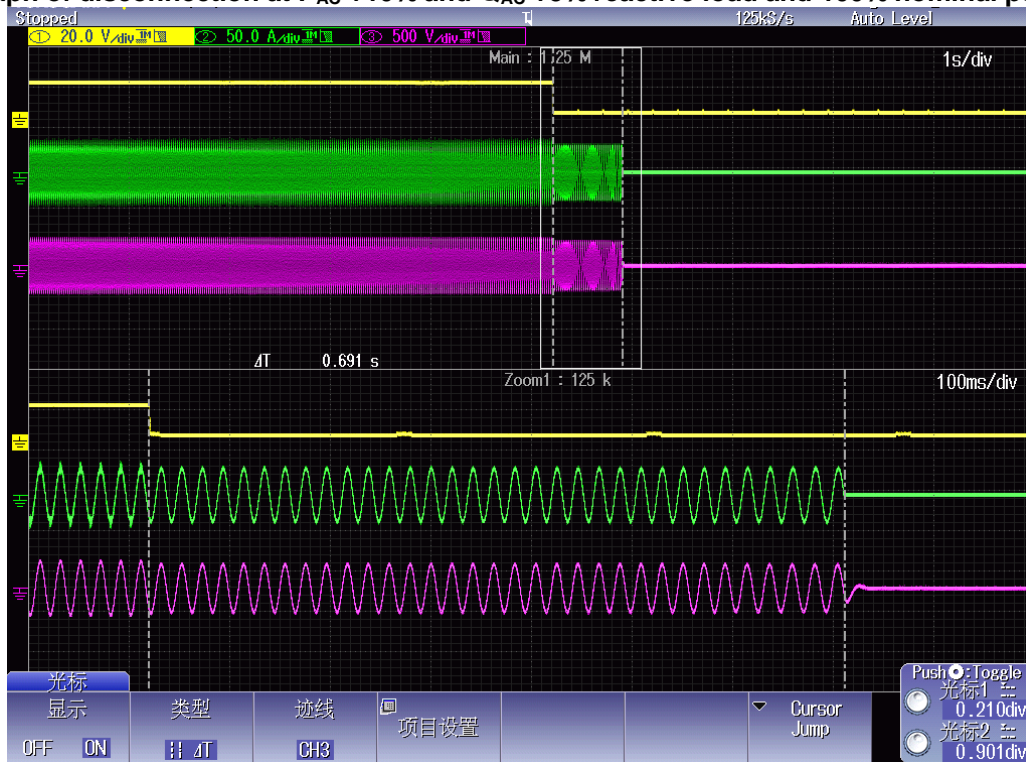 Stopped 125kS/s Auto Level
① 20.0 V/div 1M ② 50.0 A/div 1M ③ 500 V/div 1M
Main : 1.25 M 1s/div
ΔT 0.691 s
Zoom1 : 125 k 100ms/div
光标
显示 类型 迹线 项目设置 Cursor Jump
OFF ON ΔT CH3
Push :Toggle
光标1
0.210div
光标2
0.901div